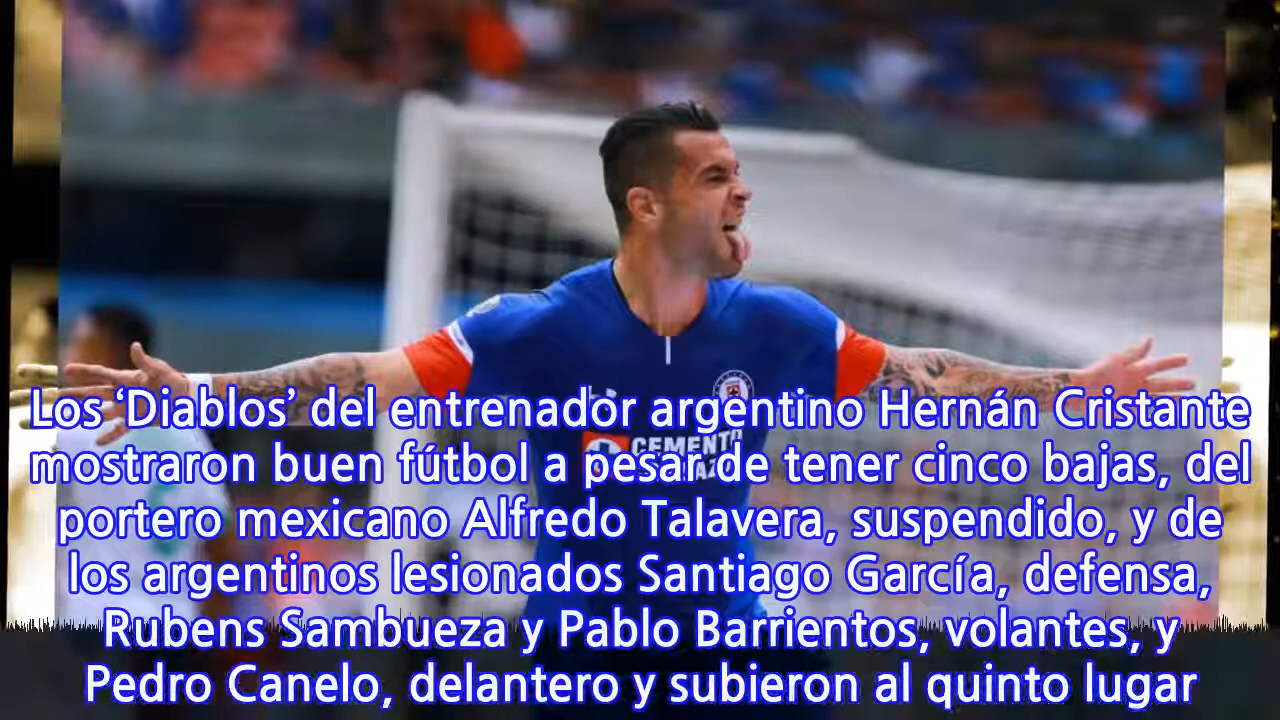 Los ‘Diablos’ del entrenador argentino Hernán Cristante
mostraron buen fútbol a pesar de tener cinco bajas, del
portero mexicano Alfredo Talavera, suspendido, y de
los argentinos lesionados Santiago García, defensa,
Rubens Sambueza y Pablo Barrientos, volantes, y
Pedro Canelo, delantero y subieron al quinto lugar
CEMENTO